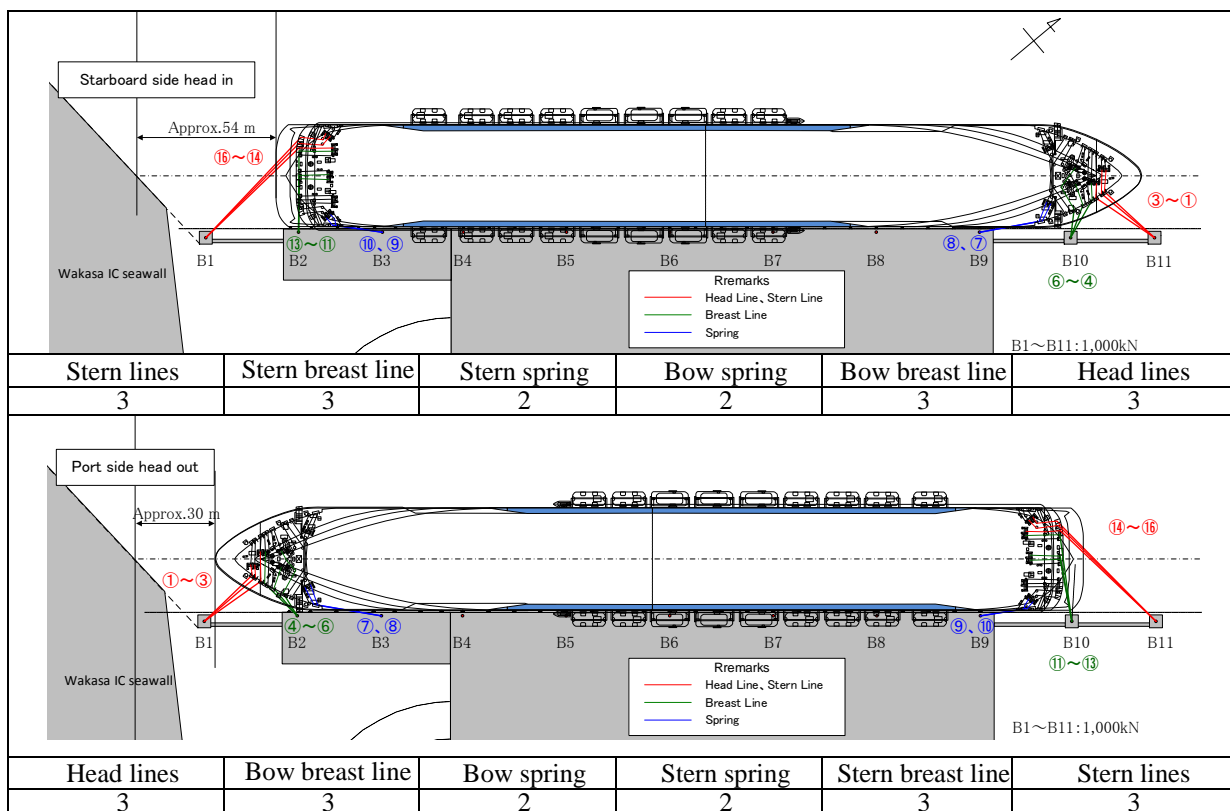 Starboard side head in
Approx.54 m
⑯～⑭
③～①
⑬～⑪
⑩、⑨
⑧、⑦
B1
B2
B3
B4
B5
B6
B7
B8
B9
B10
B11
⑥～④
Wakasa IC seawall
Rremarks
Head Line、Stern Line
Breast Line
Spring
B1～B11:1,000kN
Stern lines
Stern breast line
Stern spring
Bow spring
Bow breast line
Head lines
3
3
2
2
3
3
Port side head out
Approx.30 m
⑭～⑯
①～③
④～⑥
⑦、⑧
⑨、⑩
B1
B2
B3
B4
B5
B6
B7
B8
B9
B10
B11
⑪～⑬
Wakasa IC seawall
Rremarks
Head Line、Stern Line
Breast Line
Spring
B1～B11:1,000kN
Head lines
Bow breast line
Bow spring
Stern spring
Stern breast line
Stern lines
3
3
2
2
3
3